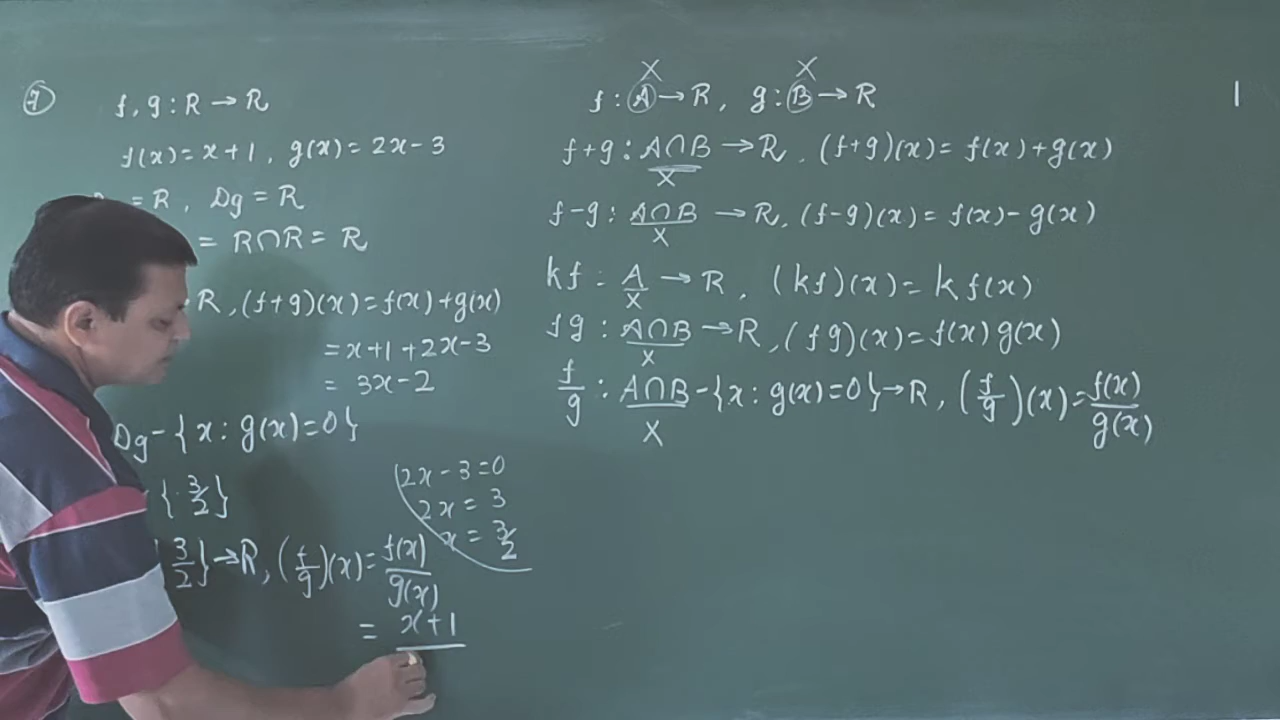 7
f, g : R → R
f(x) = x + 1, g(x) = 2x - 3
= R, Dg = R
= R∩R = R
R, (f+g)(x) = f(x) + g(x)
= x + 1 + 2x - 3
= 3x - 2
Dg - {x : g(x) = 0}
{3/2}
2x - 3 = 0
2x = 3
x = 3/2
3/2} → R, (f/g)(x) = f(x)/g(x)
= x + 1
X X
f : A → R, g : B → R
f + g : A∩B → R, (f+g)(x) = f(x) + g(x)
X
f - g : A∩B → R, (f-g)(x) = f(x) - g(x)
X
kf : A → R, (kf)(x) = k f(x)
X
fg : A∩B → R, (fg)(x) = f(x) g(x)
X
f/g : A∩B - {x : g(x) = 0} → R, (f/g)(x) = f(x)/g(x)
X
1